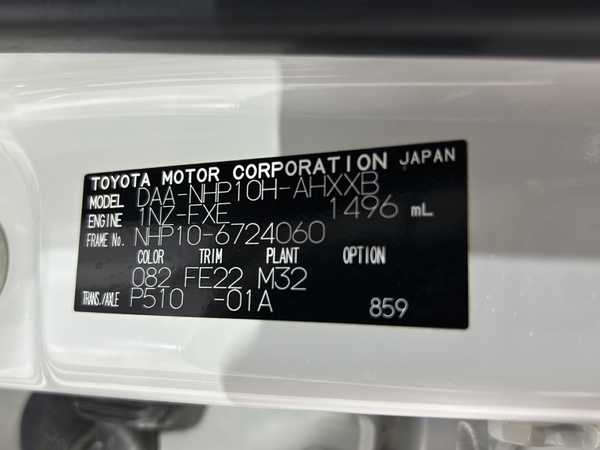 TOYOTA MOTOR CORPORATION JAPAN
MODEL DAA-NHP10H-AHXXB
ENGINE 1NZ-FXE 1496 mL
FRAME No. NHP10-6724060
COLOR TRIM PLANT OPTION
082 FE22 M32
TRANS./AXLE P510 -01A 859